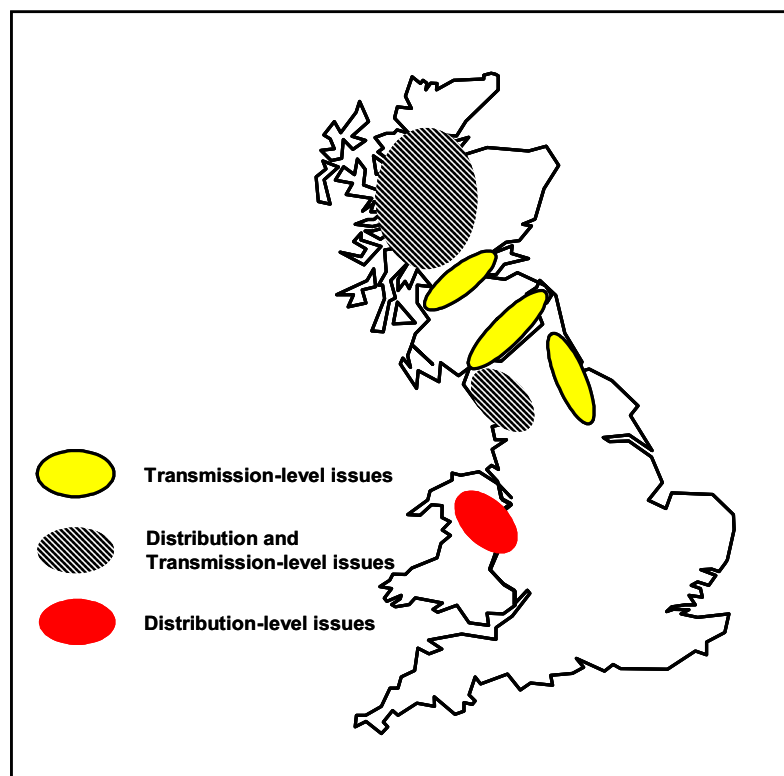 Transmission-level issues
Distribution and
Transmission-level issues
Distribution-level issues